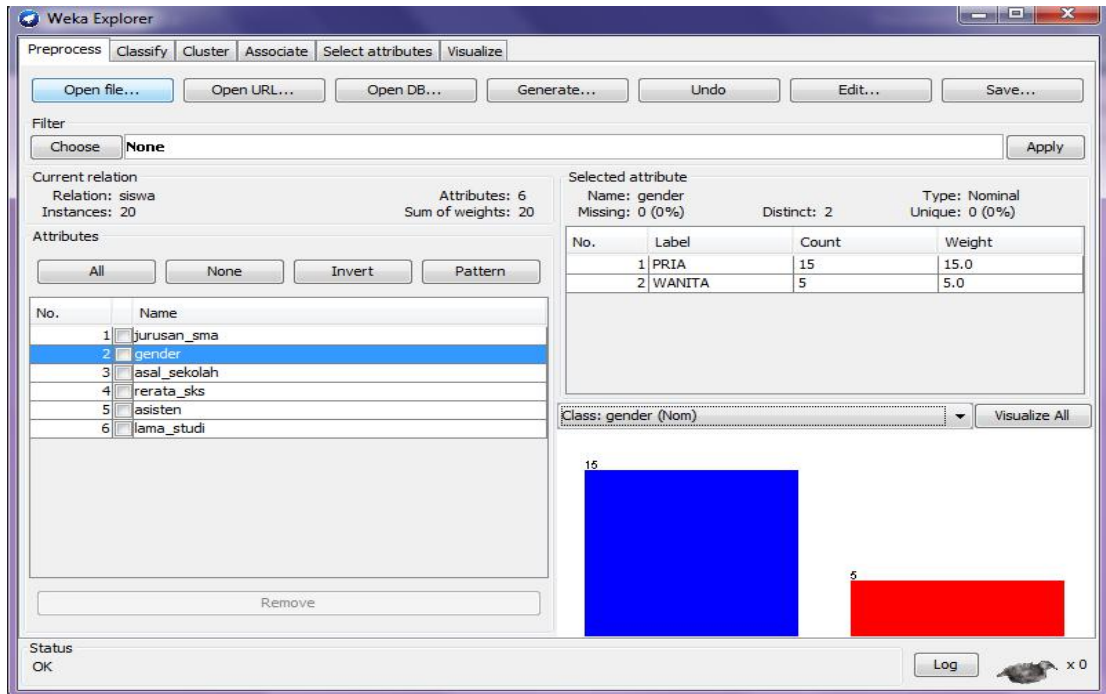 Weka Explorer
Preprocess Classify Cluster Associate Select attributes Visualize
Open file... Open URL... Open DB... Generate... Undo Edit... Save...
Filter
Choose None Apply
Current relation
Relation: siswa Attributes: 6
Instances: 20 Sum of weights: 20
Attributes
All None Invert Pattern
No. Name
1 jurusan_sma
2 gender
3 asal_sekolah
4 rerata_sks
5 asisten
6 lama_studi
Remove
Selected attribute
Name: gender Type: Nominal
Missing: 0 (0%) Distinct: 2 Unique: 0 (0%)
No. Label Count Weight
1 PRIA 15 15.0
2 WANITA 5 5.0
Class: gender (Nom) Visualize All
15
5
Status
OK Log x 0